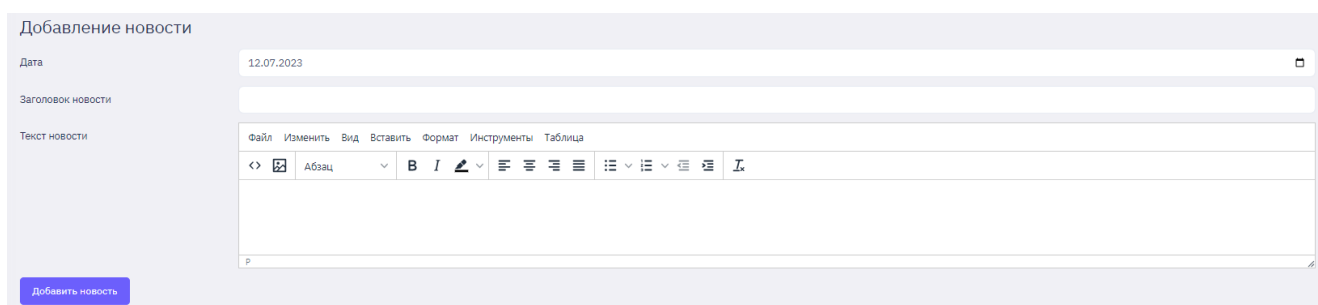 Добавление новости
Дата 12.07.2023
Заголовок новости
Текст новости Файл Изменить Вид Вставить Формат Инструменты Таблица
Абзац B I
P
Добавить новость